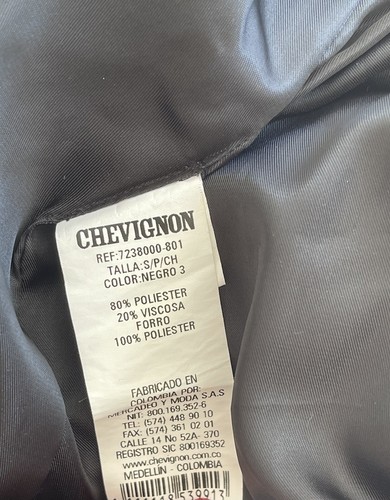 CHEVIGNON
REF:7238000-801
TALLA:S/P/CH
COLOR:NEGRO 3
80% POLIESTER
20% VISCOSA
FORRO
100% POLIESTER
FABRICADO EN
COLOMBIA POR:
MERCADEO Y MODA S.A.S
NIT: 800.169.352-6
TEL: (574) 448 90 10
FAX: (574) 361 02 01
CALLE 14 No 52A- 370
REGISTRO SIC 800169352
www.chevignon.com.co
MEDELLIN - COLOMBIA